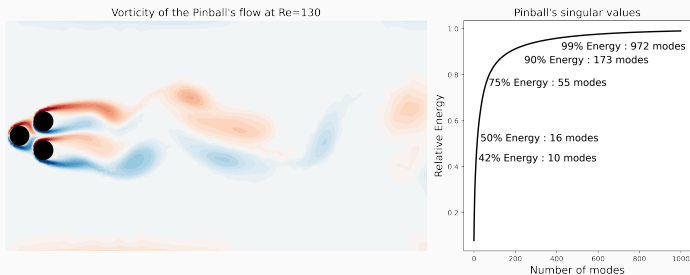 Vorticity of the Pinball's flow at Re=130
Pinball's singular values
1.0
0.8
0.6
0.4
0.2
Relative Energy
99% Energy : 972 modes
90% Energy : 173 modes
75% Energy : 55 modes
50% Energy : 16 modes
42% Energy : 10 modes
0 200 400 600 800 1000
Number of modes